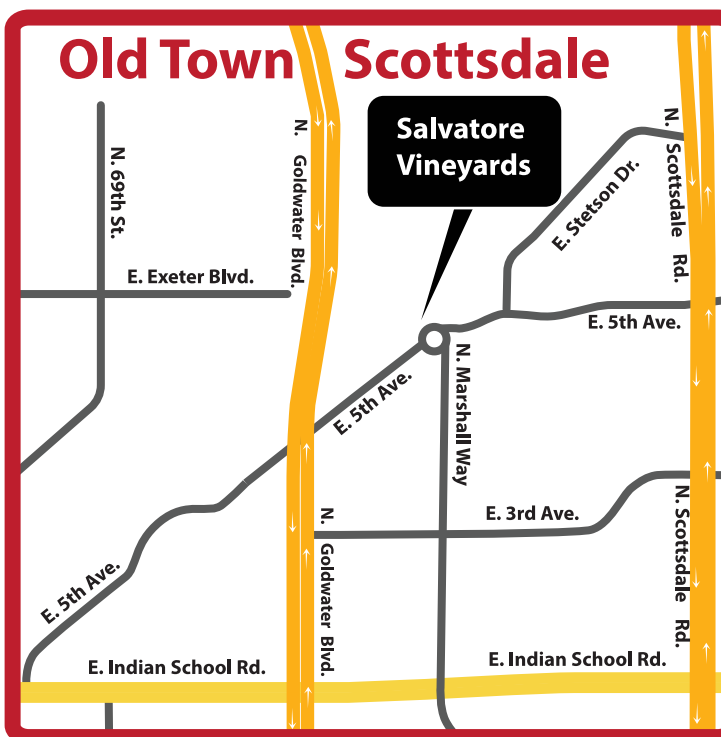 Old Town Scottsdale
Salvatore
Vineyards
N. 69th St.
N. Goldwater Blvd.
N. Scottsdale Rd.
E. Stetson Dr.
E. Exeter Blvd.
E. 5th Ave.
E. 5th Ave.
N. Marshall Way
E. 3rd Ave.
N. Goldwater Blvd.
N. Scottsdale Rd.
E. 5th Ave.
E. Indian School Rd.
E. Indian School Rd.